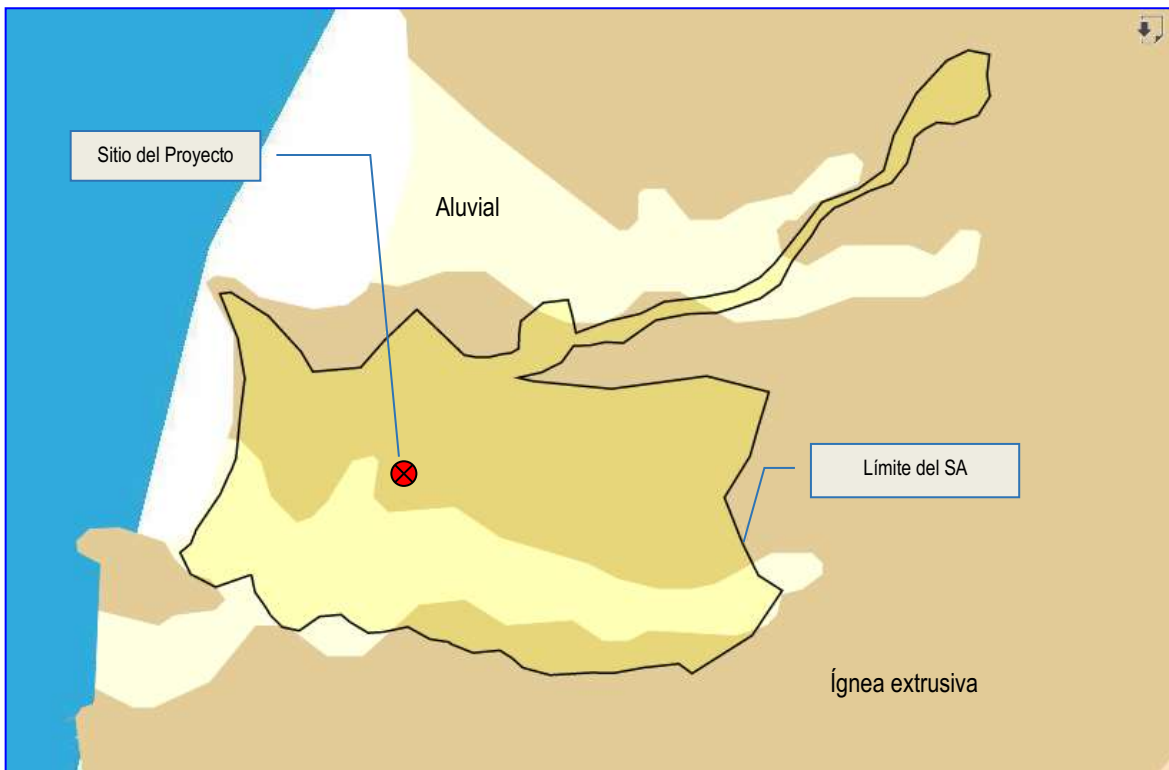 Sitio del Proyecto
Aluvial
Límite del SA
Ígnea extrusiva